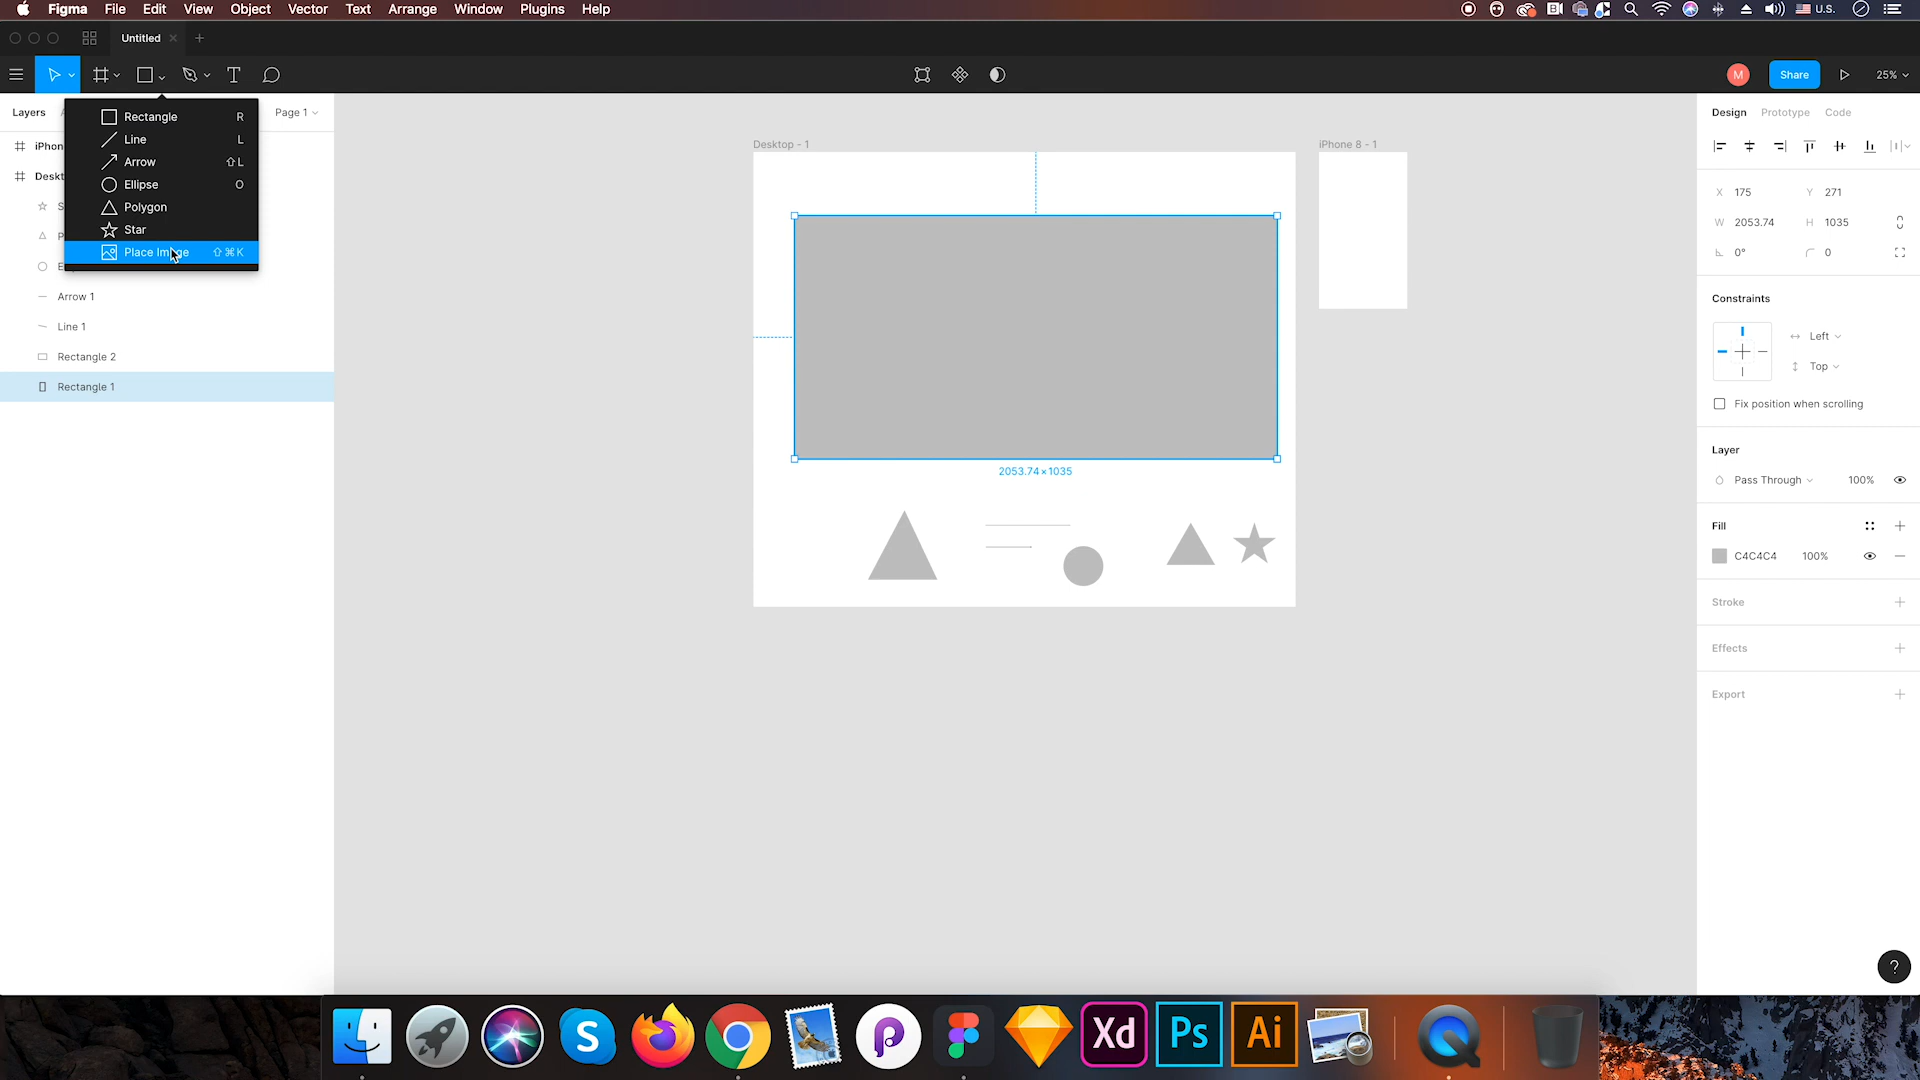 Figma File Edit View Object Vector Text Arrange Window Plugins Help U.S.
Untitled
M Share 25%
Layers Page 1 Design Prototype Code
Rectangle R
Line L
Arrow ⇧L
Ellipse O
Polygon
Star
Place Image ⇧⌘K
iPhon
Deskt
S
P
E
Arrow 1
Line 1
Rectangle 2
Rectangle 1
Desktop - 1
iPhone 8 - 1
2053.74 × 1035
X 175 Y 271
W 2053.74 H 1035
0° 0
Constraints
Left
Top
Fix position when scrolling
Layer
Pass Through 100%
Fill
C4C4C4 100%
Stroke
Effects
Export
?
S Xd Ps Ai